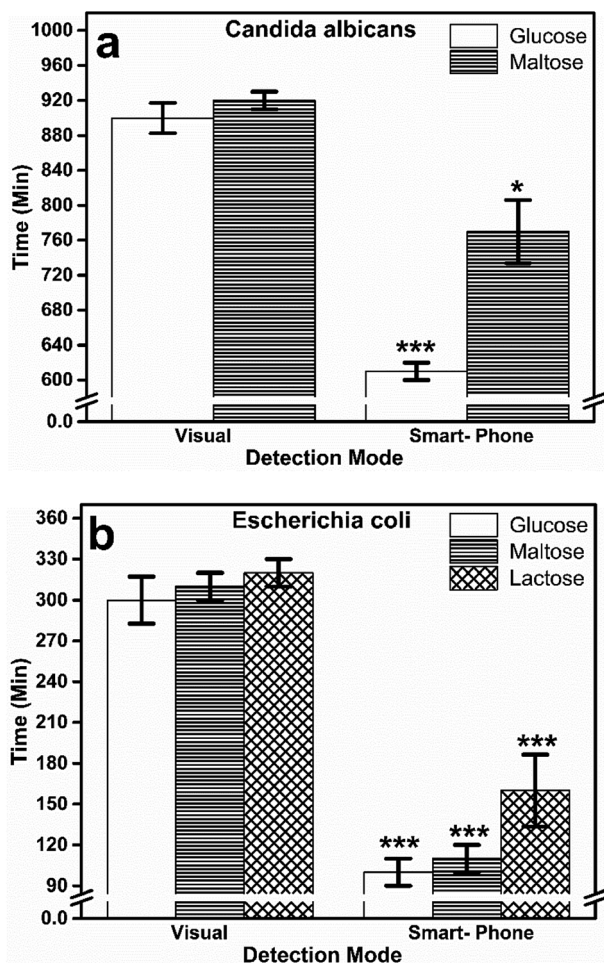 a
Candida albicans
Glucose
Maltose
Time (Min)
1000
960
920
880
840
800
760
720
680
640
600
0.0
*
***
Visual
Smart- Phone
Detection Mode
b
Escherichia coli
Glucose
Maltose
Lactose
Time (Min)
360
330
300
270
240
210
180
150
120
90
0.0
***
***
***
Visual
Smart- Phone
Detection Mode